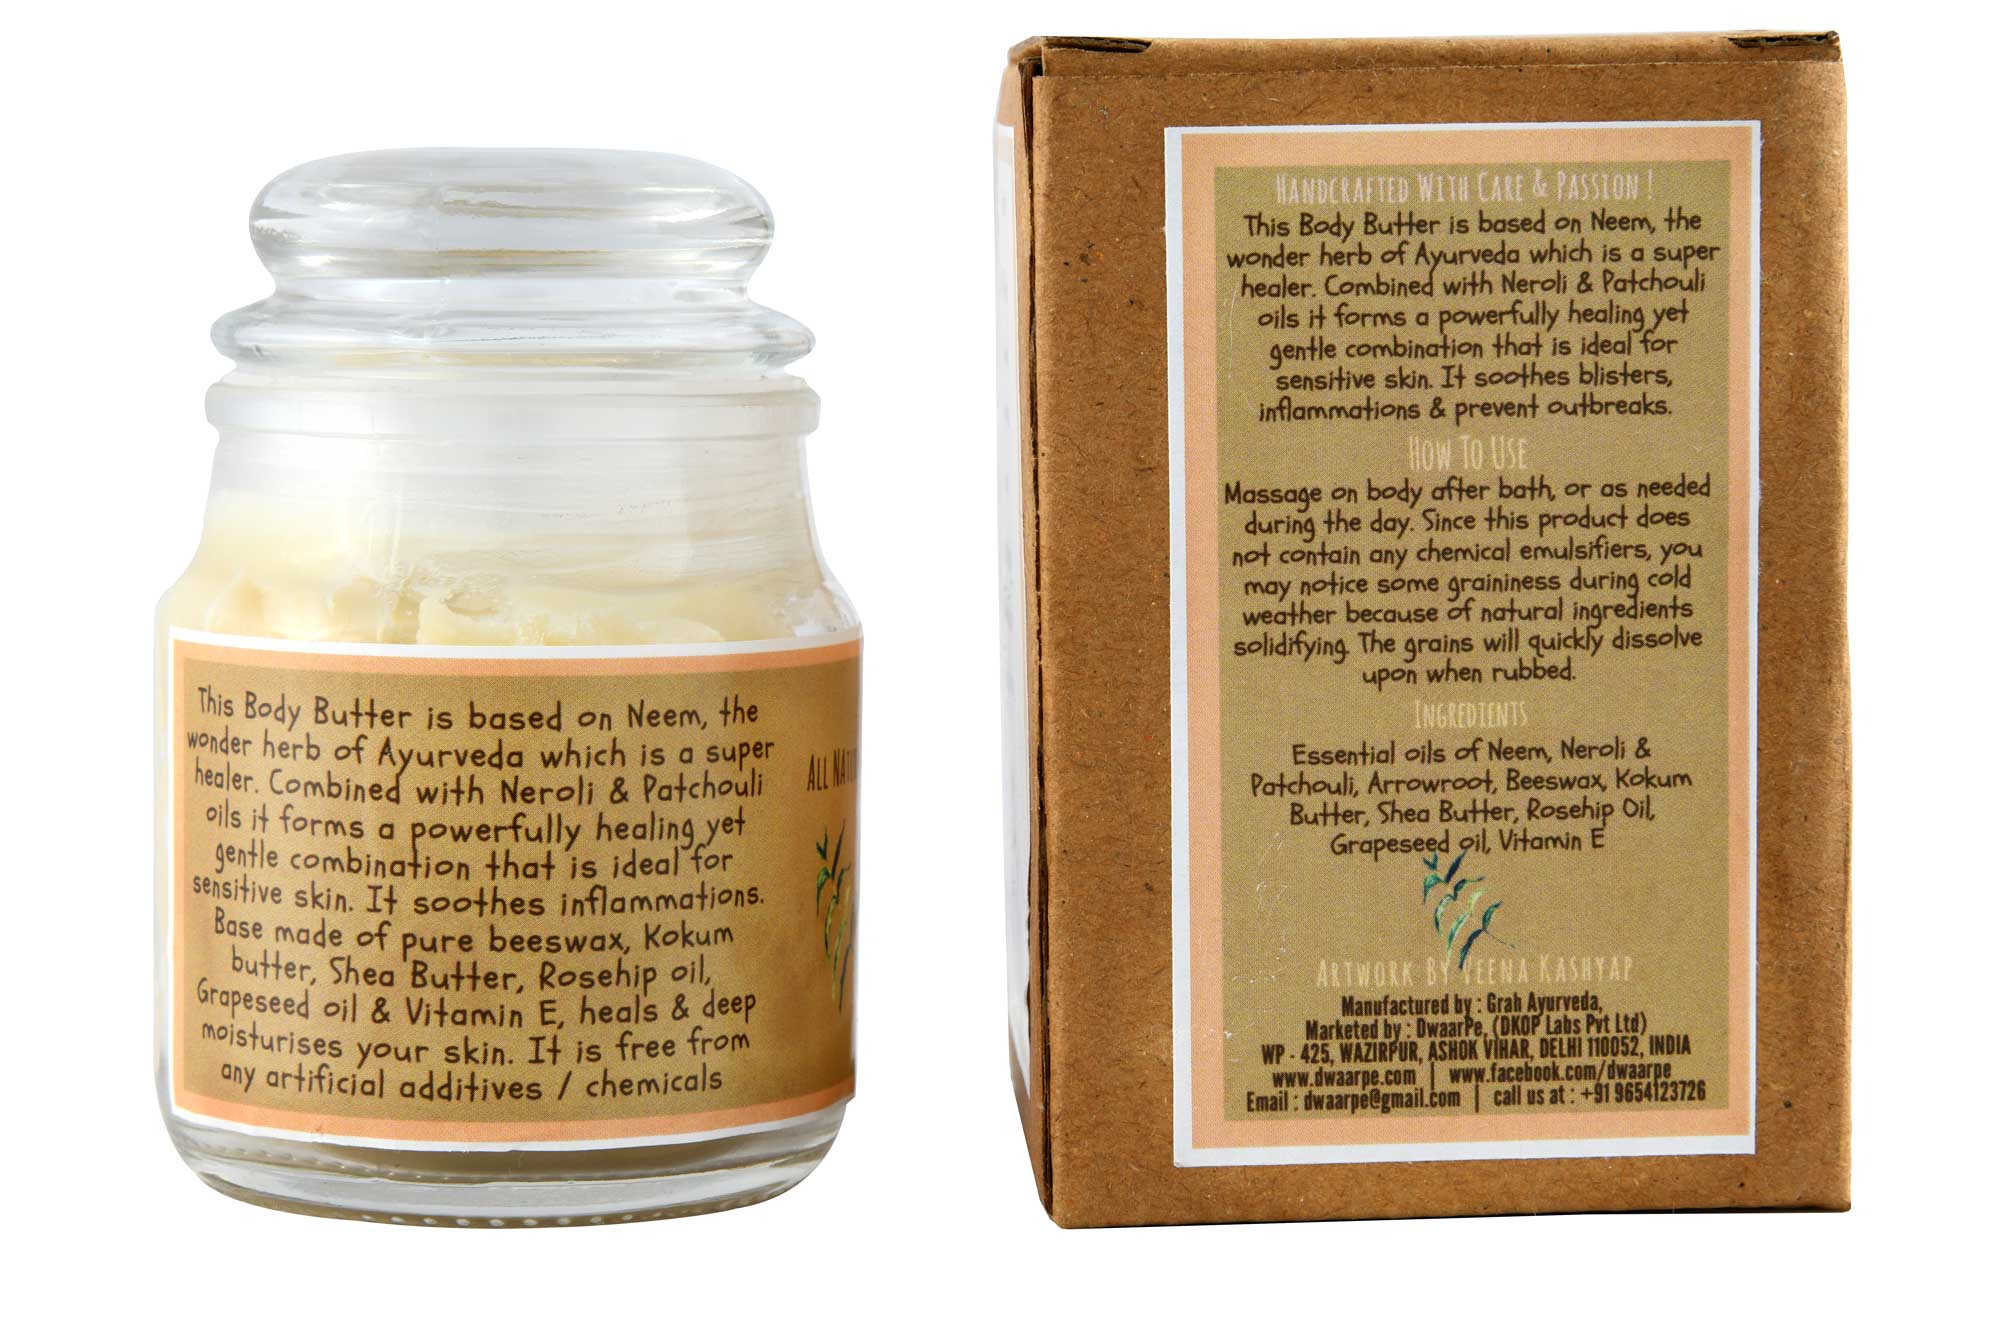 This Body Butter is based on Neem, the
wonder herb of Ayurveda which is a super
healer. Combined with Neroli & Patchouli
oils it forms a powerfully healing yet
gentle combination that is ideal for
sensitive skin. It soothes inflammations.
Base made of pure beeswax, Kokum
butter, Shea Butter, Rosehip oil,
Grapeseed oil & Vitamin E, heals & deep
moisturises your skin. It is free from
any artificial additives / chemicals
ALL
HANDCRAFTED WITH CARE & PASSION !
This Body Butter is based on Neem, the
wonder herb of Ayurveda which is a super
healer. Combined with Neroli & Patchouli
oils it forms a powerfully healing yet
gentle combination that is ideal for
sensitive skin. It soothes blisters,
inflammations & prevent outbreaks.
HOW TO USE
Massage on body after bath, or as needed
during the day. Since this product does
not contain any chemical emulsifiers, you
may notice some graininess during cold
weather because of natural ingredients
solidifying. The grains will quickly dissolve
upon when rubbed.
INGREDIENTS
Essential oils of Neem, Neroli &
Patchouli, Arrowroot, Beeswax, Kokum
Butter, Shea Butter, Rosehip Oil,
Grapeseed oil, Vitamin E
ARTWORK BY VEENA KASHYAP
Manufactured by : Grah Ayurveda,
Marketed by : DwaarPe, (DKOP Labs Pvt Ltd)
WP - 425, WAZIRPUR, ASHOK VIHAR, DELHI 110052, INDIA
www.dwaarpe.com | www.facebook.com/dwaarpe
Email : dwaarpe@gmail.com | call us at : +91 9654123726